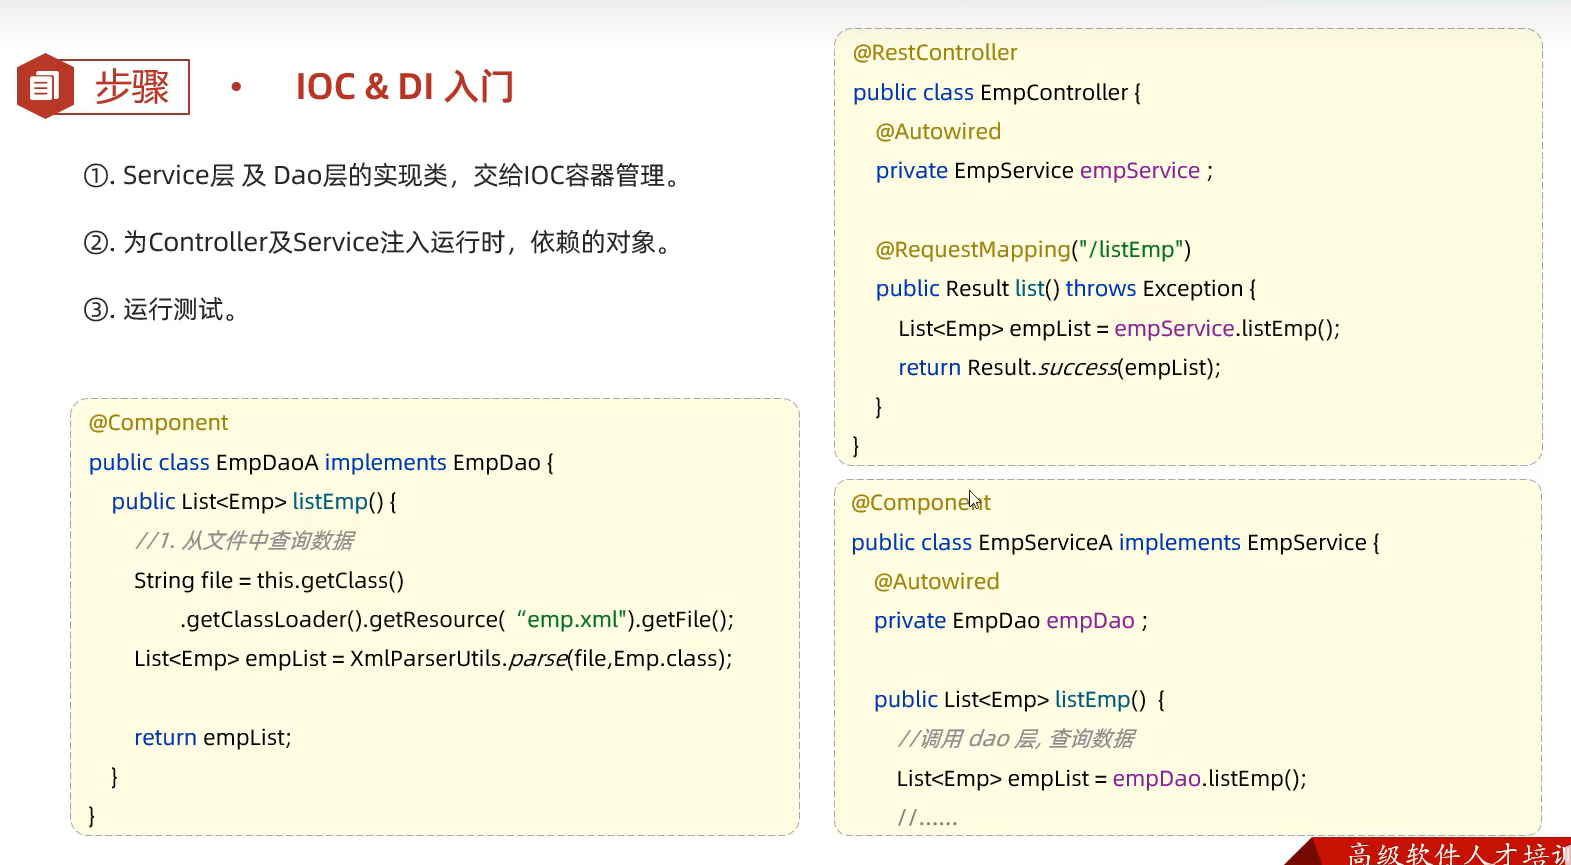 步骤
• IOC & DI 入门
①. Service层 及 Dao层的实现类，交给IOC容器管理。
②. 为Controller及Service注入运行时，依赖的对象。
③. 运行测试。
@Component
public class EmpDaoA implements EmpDao {
public List<Emp> listEmp() {
//1. 从文件中查询数据
String file = this.getClass()
.getClassLoader().getResource( “emp.xml").getFile();
List<Emp> empList = XmlParserUtils.parse(file,Emp.class);
return empList;
}
}
@RestController
public class EmpController {
@Autowired
private EmpService empService ;
@RequestMapping("/listEmp")
public Result list() throws Exception {
List<Emp> empList = empService.listEmp();
return Result.success(empList);
}
}
@Component
public class EmpServiceA implements EmpService {
@Autowired
private EmpDao empDao ;
public List<Emp> listEmp() {
//调用 dao 层, 查询数据
List<Emp> empList = empDao.listEmp();
//......
高级软件人才培训